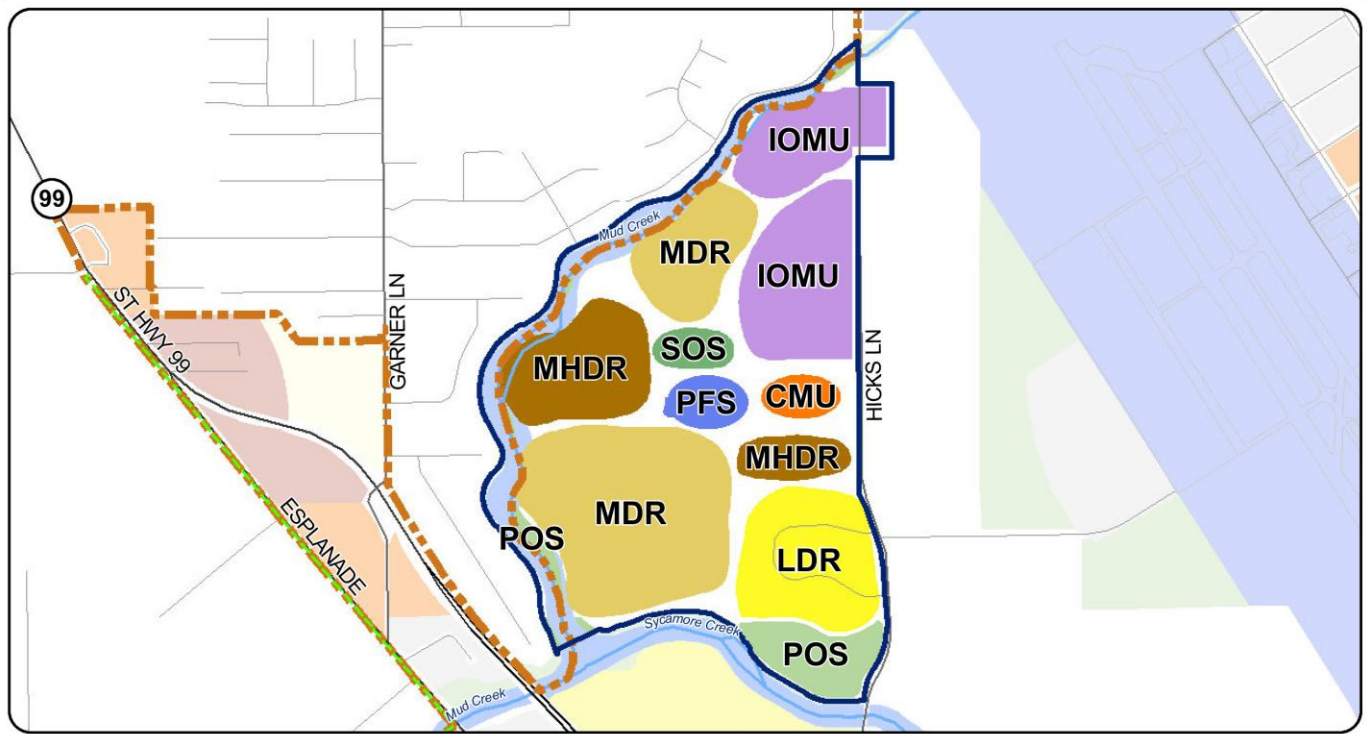 IOMU
99
Mud Creek
MDR
IOMU
ST HWY 99
GARNER LN
SOS
MHDR
HICKS LN
PFS
CMU
MHDR
ESPLANADE
MDR
POS
LDR
Sycamore Creek
POS
Mud Creek